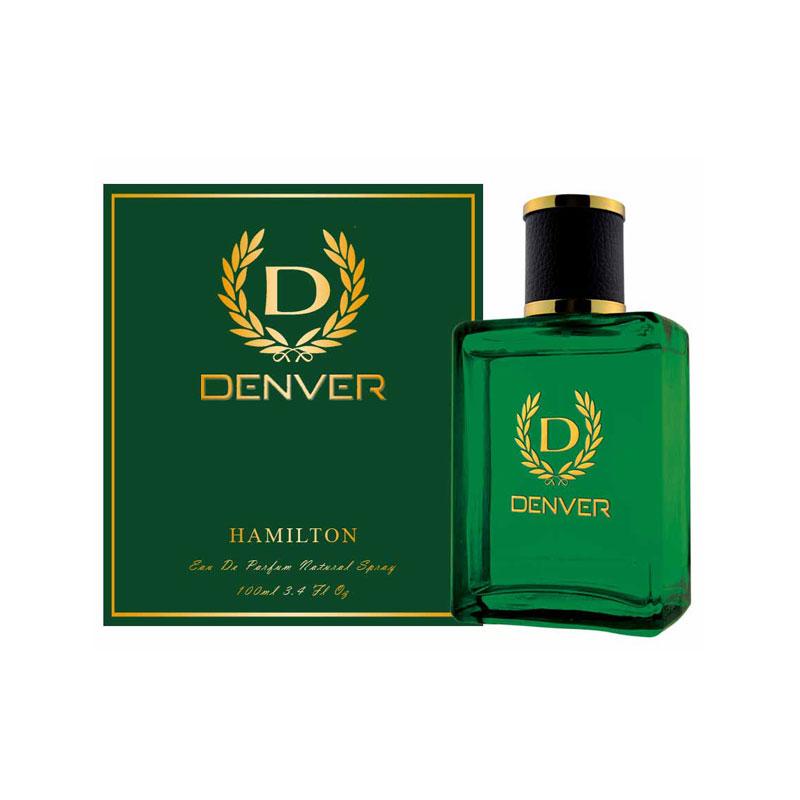 D
DENVER
HAMILTON
Eau De Parfum Natural Spray
100ml 3.4 Fl Oz
D
DENVER